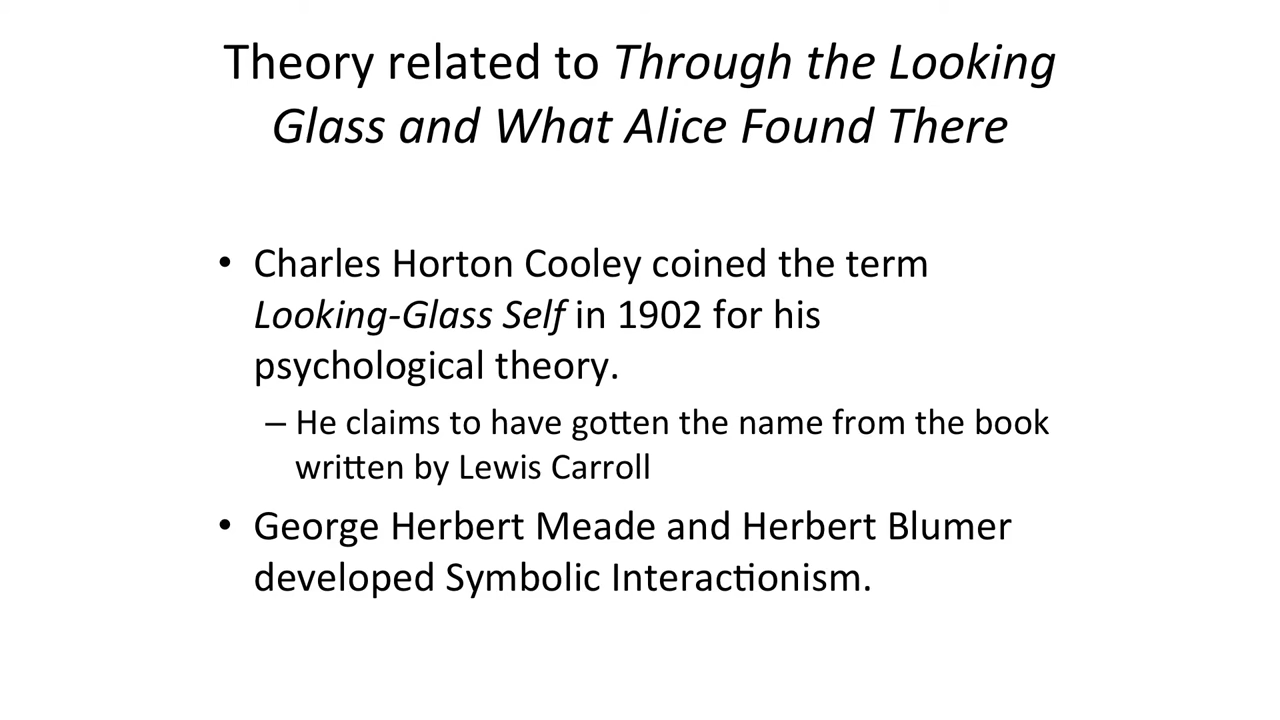 Theory related to Through the Looking
Glass and What Alice Found There
• Charles Horton Cooley coined the term
Looking-Glass Self in 1902 for his
psychological theory.
– He claims to have gotten the name from the book
written by Lewis Carroll
• George Herbert Meade and Herbert Blumer
developed Symbolic Interactionism.